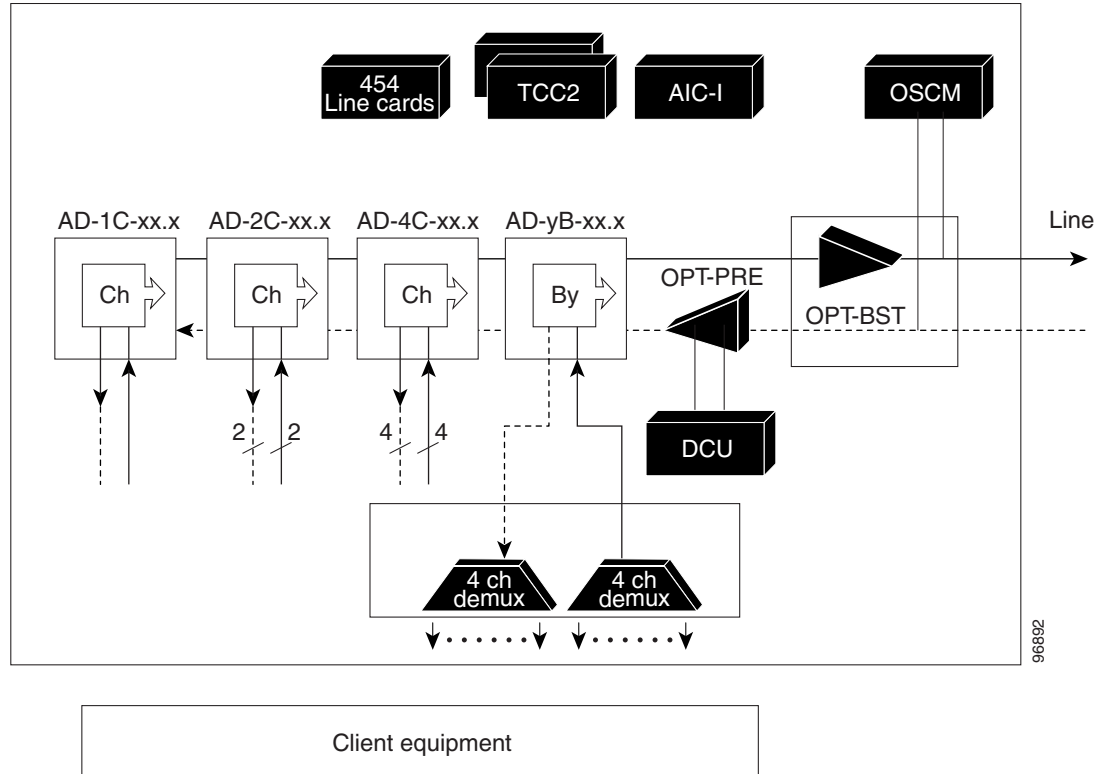 454
Line cards
TCC2
AIC-I
OSCM
AD-1C-xx.x
AD-2C-xx.x
AD-4C-xx.x
AD-yB-xx.x
Line
Ch
Ch
Ch
By
OPT-PRE
OPT-BST
2
2
4
4
DCU
4 ch
demux
4 ch
demux
96892
Client equipment